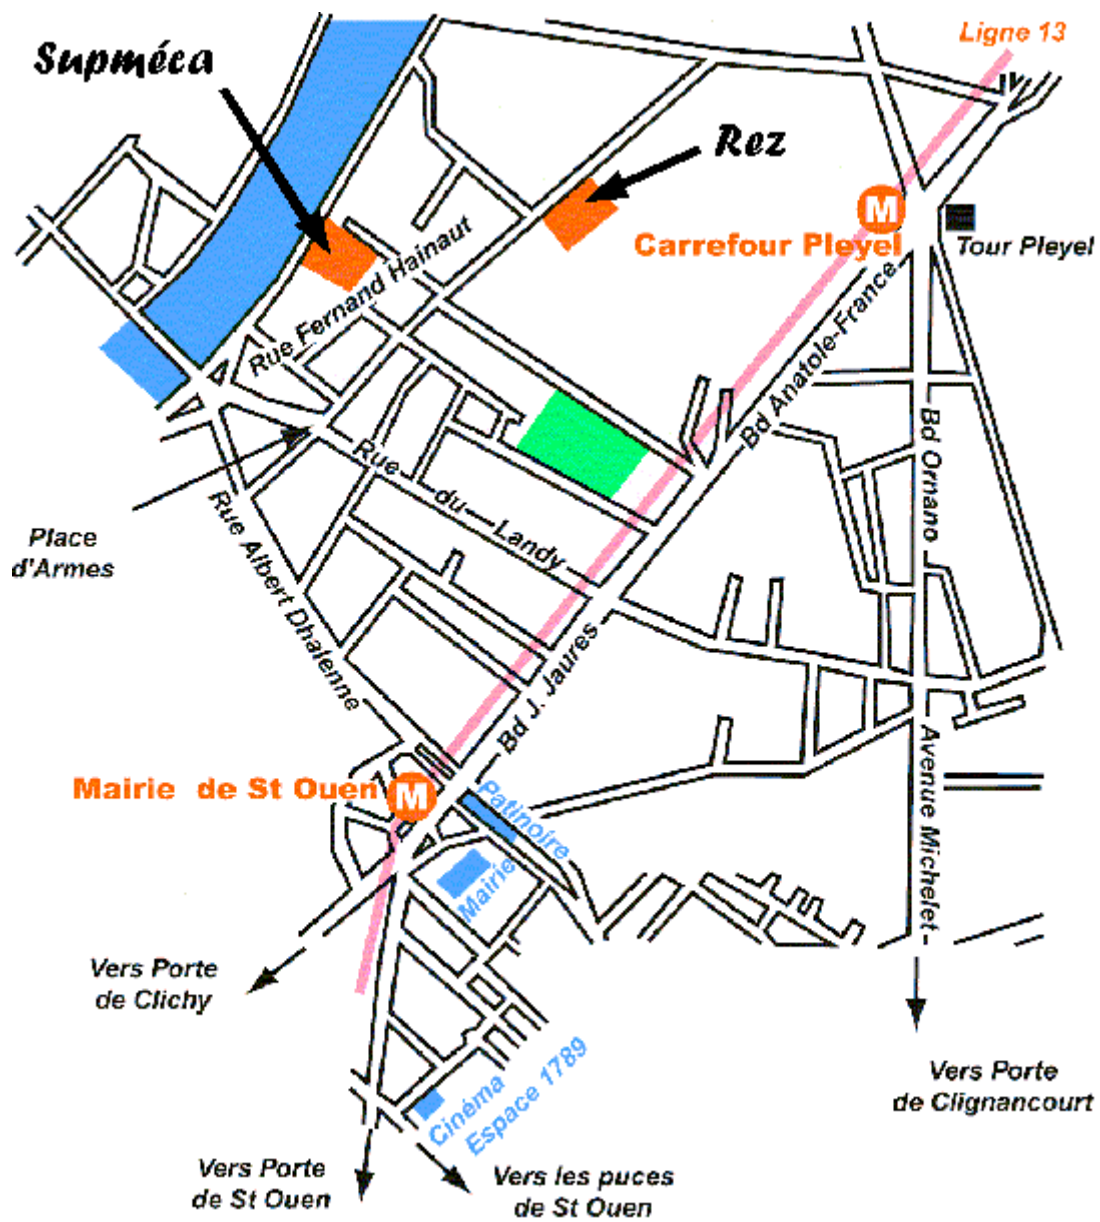 Ligne 13
Supméca
Rez
M
Carrefour Pleyel
Tour Pleyel
Rue Fernand Hainaut
Bd Anatole-France
Bd Ornano
Rue du Landy
Place
d'Armes
Rue Albert Dhalenne
Bd J. Jaures
Mairie de St Ouen
M
Patinoire
Mairie
Avenue Michelet
Vers Porte
de Clichy
Cinéma
Espace 1789
Vers Porte
de Clignancourt
Vers Porte
de St Ouen
Vers les puces
de St Ouen